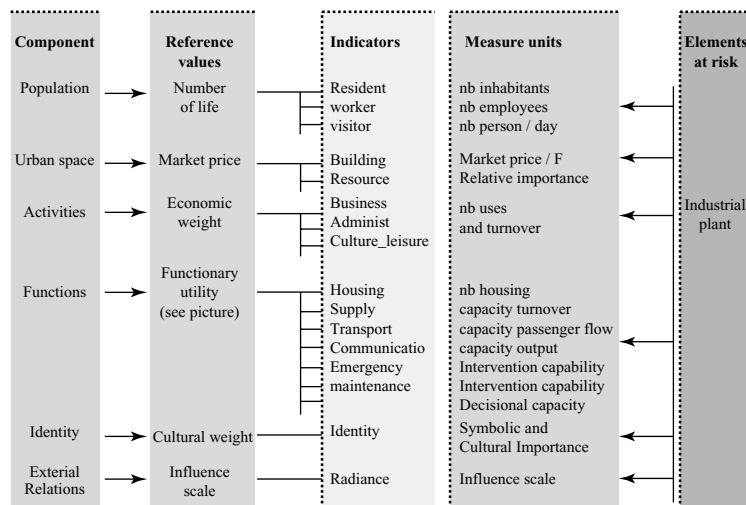 Component
Reference
values
Indicators
Measure units
Elements
at risk
Population
Number
of life
Resident
worker
visitor
nb inhabitants
nb employees
nb person / day
Urban space
Market price
Building
Resource
Market price / F
Relative importance
Activities
Economic
weight
Business
Administ
Culture_leisure
nb uses
and turnover
Industrial
plant
Functions
Functionary
utility
(see picture)
Housing
Supply
Transport
Communicatio
Emergency
maintenance
nb housing
capacity turnover
capacity passenger flow
capacity output
Intervention capability
Intervention capability
Decisional capacity
Identity
Cultural weight
Identity
Symbolic and
Cultural Importance
Exterial
Relations
Influence
scale
Radiance
Influence scale